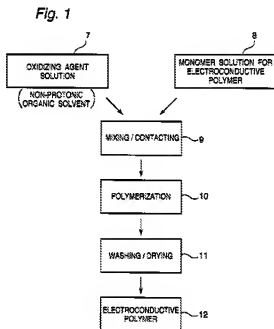 Fig. 1
7
8
OXIDIZING AGENT
SOLUTION
MONOMER SOLUTION FOR
ELECTROCONDUCTIVE
POLYMER
(NON-PROTONIC
ORGANIC SOLVENT)
MIXING / CONTACTING
9
POLYMERIZATION
10
WASHING / DRYING
11
ELECTROCONDUCTIVE
POLYMER
12